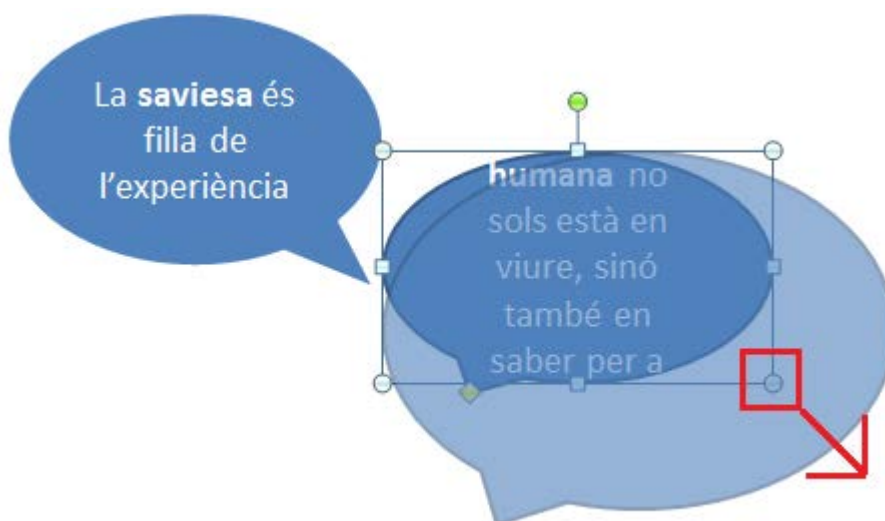 La saviesa és
filla de
l'experiència
humana no
sols està en
viure, sinó
també en
saber per a